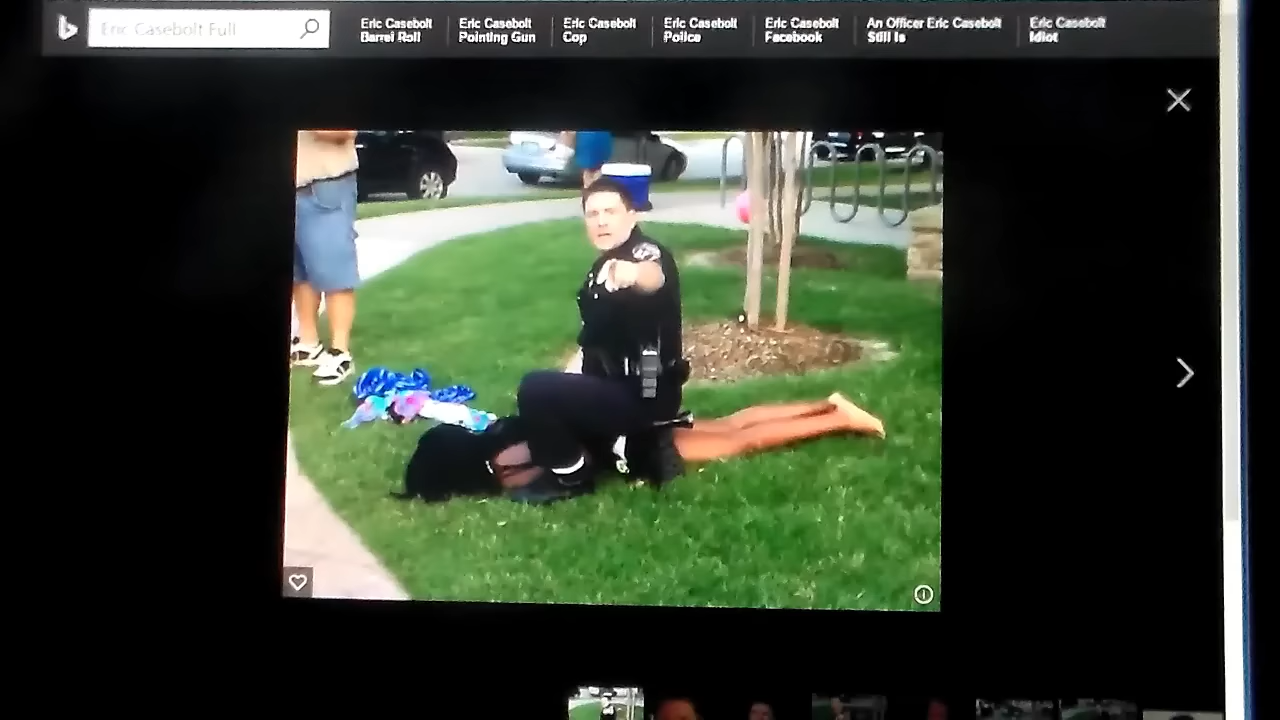 Eric Casebolt Full
Eric Casebolt
Barrel Roll
Eric Casebolt
Pointing Gun
Eric Casebolt
Cop
Eric Casebolt
Police
Eric Casebolt
Facebook
An Officer Eric Casebolt
Still Is
Eric Casebolt
Idiot